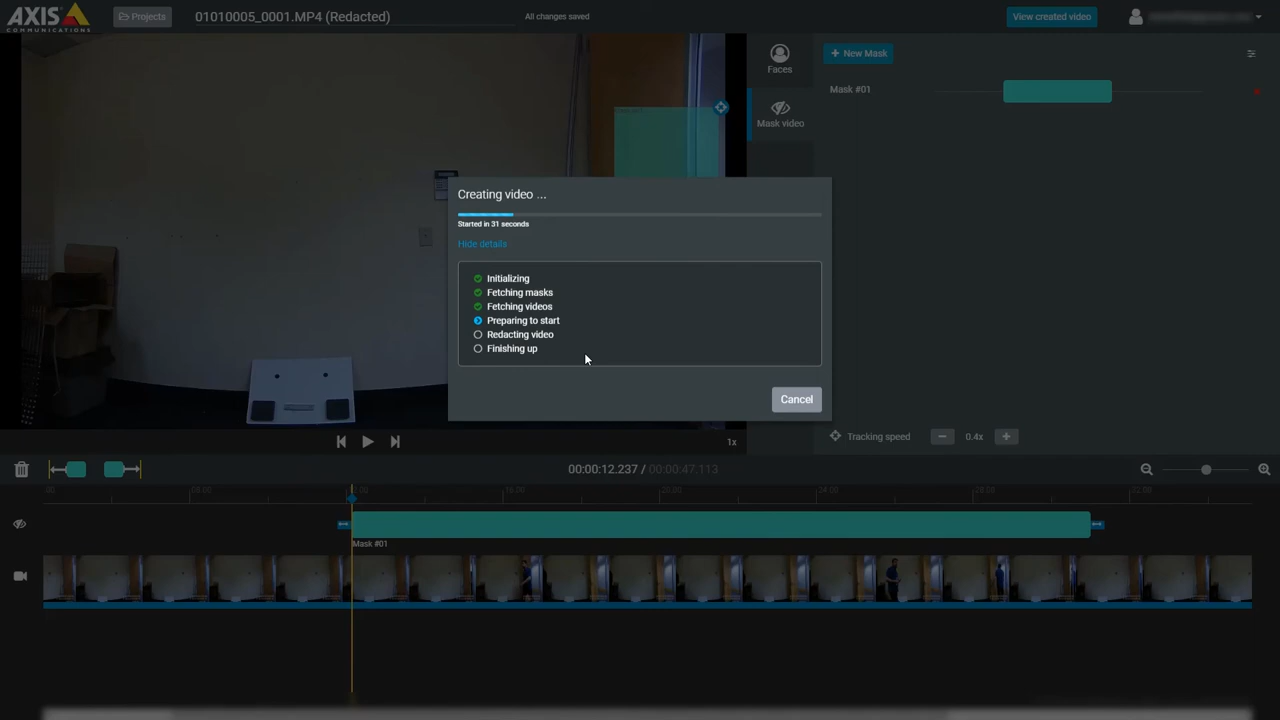 AXIS
COMMUNICATIONS
Projects
01010005_0001.MP4 (Redacted)
All changes saved
View created video
Faces
Mask video
+ New Mask
Mask #01
Creating video ...
Started in 31 seconds
Hide details
Initializing
Fetching masks
Fetching videos
Preparing to start
Redacting video
Finishing up
Cancel
1x
Tracking speed
0.4x
00:00:12.237 / 00:00:47.113
Mask #01